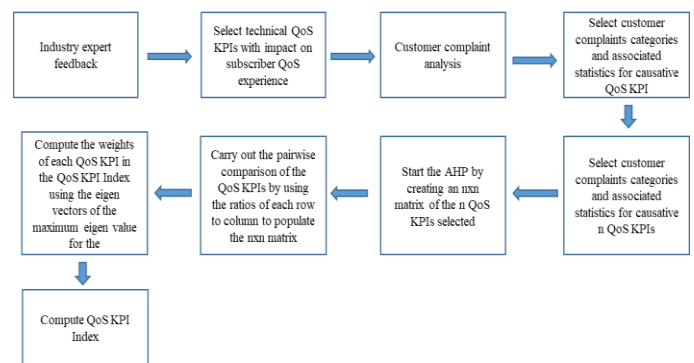 Industry expert
feedback
Select technical QoS
KPIs with impact on
subscriber QoS
experience
Customer complaint
analysis
Select customer
complaints categories
and associated
statistics for causative
QoS KPI
Select customer
complaints categories
and associated
statistics for causative
n QoS KPIs
Start the AHP by
creating an nxn
matrix of the n QoS
KPIs selected
Carry out the pairwise
comparison of the
QoS KPIs by using
the ratios of each row
to column to populate
the nxn matrix
Compute the weights
of each QoS KPI in
the QoS KPI Index
using the eigen
vectors of the
maximum eigen value
for the
Compute QoS KPI
Index